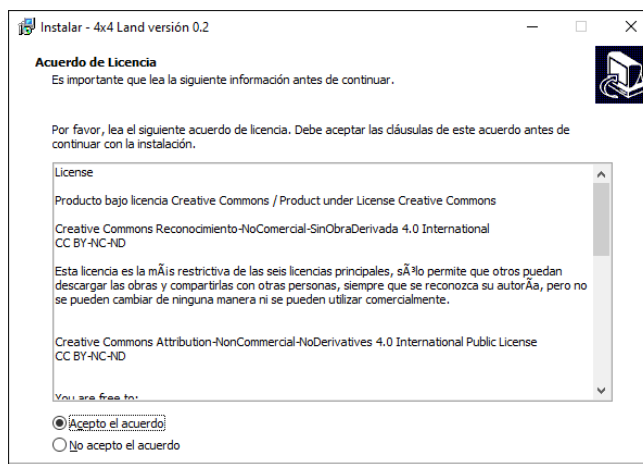 Instalar - 4x4 Land versión 0.2
Acuerdo de Licencia
Es importante que lea la siguiente información antes de continuar.
Por favor, lea el siguiente acuerdo de licencia. Debe aceptar las cláusulas de este acuerdo antes de
continuar con la instalación.
License
Producto bajo licencia Creative Commons / Product under License Creative Commons
Creative Commons Reconocimiento-NoComercial-SinObraDerivada 4.0 International
CC BY-NC-ND
Esta licencia es la mÃ¡s restrictiva de las seis licencias principales, sÃ³lo permite que otros puedan
descargar las obras y compartirlas con otras personas, siempre que se reconozca su autorÃa, pero no
se pueden cambiar de ninguna manera ni se pueden utilizar comercialmente.
Creative Commons Attribution-NonCommercial-NoDerivatives 4.0 International Public License
CC BY-NC-ND
You are free to:
Acepto el acuerdo
No acepto el acuerdo